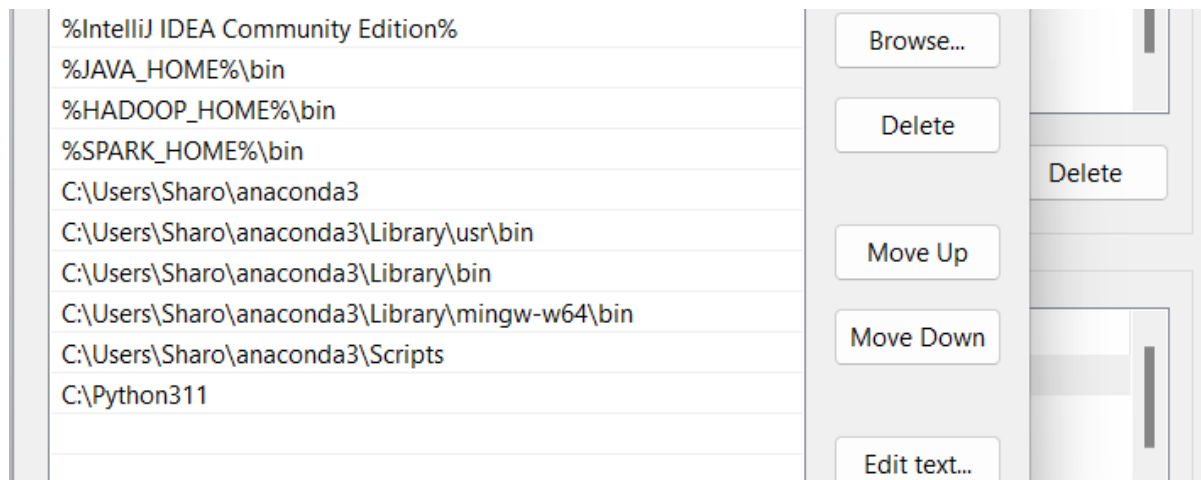 %IntelliJ IDEA Community Edition%
%JAVA_HOME%\bin
%HADOOP_HOME%\bin
%SPARK_HOME%\bin
C:\Users\Sharo\anaconda3
C:\Users\Sharo\anaconda3\Library\usr\bin
C:\Users\Sharo\anaconda3\Library\bin
C:\Users\Sharo\anaconda3\Library\mingw-w64\bin
C:\Users\Sharo\anaconda3\Scripts
C:\Python311
Browse...
Delete
Move Up
Move Down
Edit text...
Delete